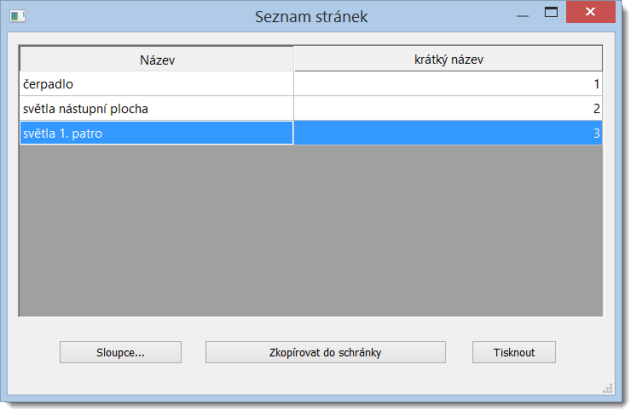 Seznam stránek
Název krátký název
čerpadlo 1
světla nástupní plocha 2
světla 1. patro 3
Sloupce... Zkopírovat do schránky Tisknout